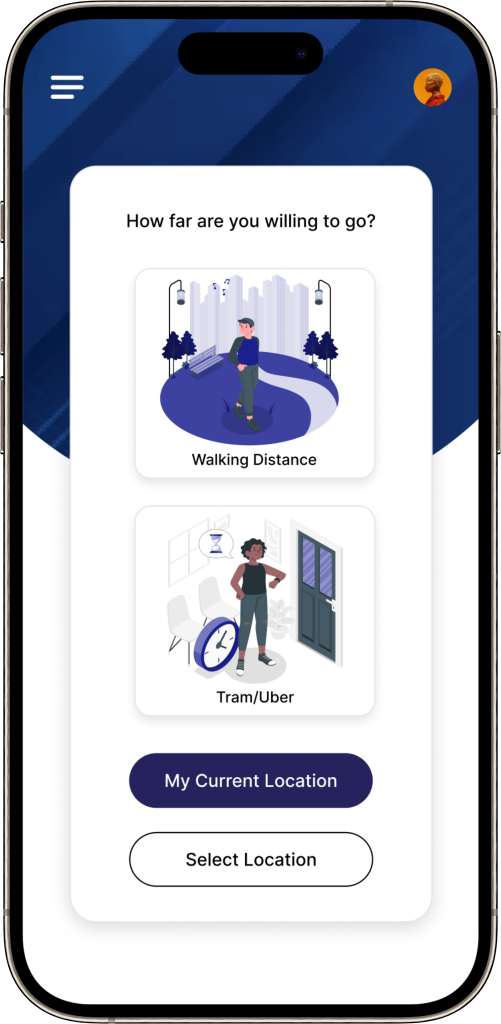 How far are you willing to go?
Walking Distance
Tram/Uber
My Current Location
Select Location